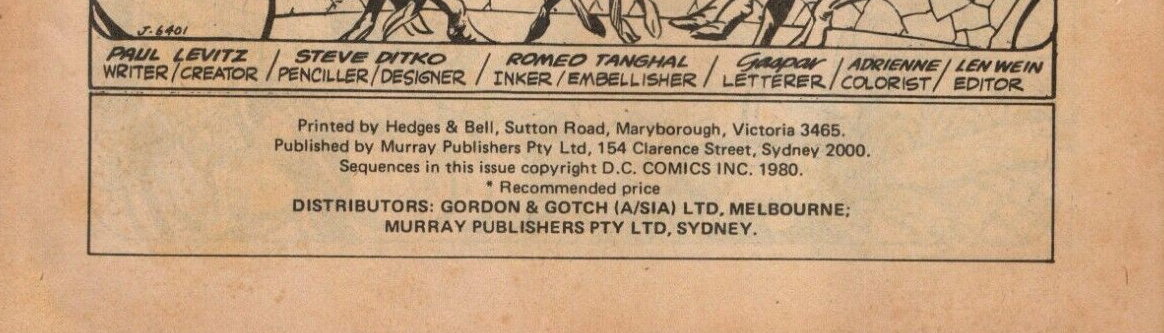 J-6401
PAUL LEVITZ / STEVE DITKO / ROMEO TANGHAL / Gaspar / ADRIENNE / LEN WEIN
WRITER/CREATOR / PENCILLER/DESIGNER / INKER/EMBELLISHER / LETTERER / COLORIST / EDITOR
Printed by Hedges & Bell, Sutton Road, Maryborough, Victoria 3465.
Published by Murray Publishers Pty Ltd, 154 Clarence Street, Sydney 2000.
Sequences in this issue copyright D.C. COMICS INC. 1980.
* Recommended price
DISTRIBUTORS: GORDON & GOTCH (A/SIA) LTD, MELBOURNE;
MURRAY PUBLISHERS PTY LTD, SYDNEY.